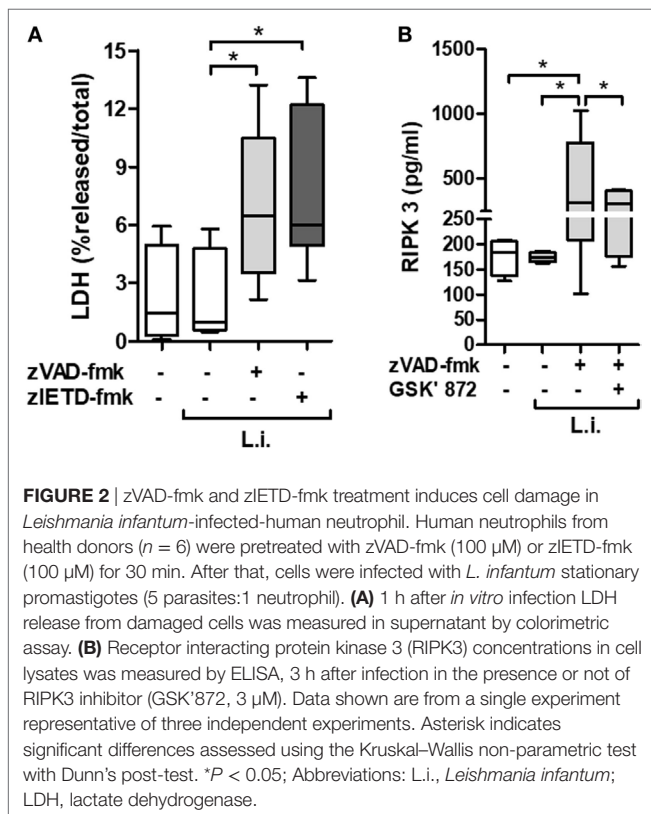 A
*
*
15
12
9
6
3
0
LDH (%released/total)
zVAD-fmk - - + -
zIETD-fmk - - - +
L.i.
B
*
* *
1500
1000
500
250
200
150
100
50
0
RIPK 3 (pg/ml)
zVAD-fmk - - + +
GSK' 872 - - - +
L.i.
FIGURE 2 | zVAD-fmk and zIETD-fmk treatment induces cell damage in
Leishmania infantum-infected-human neutrophil. Human neutrophils from
health donors (n = 6) were pretreated with zVAD-fmk (100 μM) or zIETD-fmk
(100 μM) for 30 min. After that, cells were infected with L. infantum stationary
promastigotes (5 parasites:1 neutrophil). (A) 1 h after in vitro infection LDH
release from damaged cells was measured in supernatant by colorimetric
assay. (B) Receptor interacting protein kinase 3 (RIPK3) concentrations in cell
lysates was measured by ELISA, 3 h after infection in the presence or not of
RIPK3 inhibitor (GSK'872, 3 μM). Data shown are from a single experiment
representative of three independent experiments. Asterisk indicates
significant differences assessed using the Kruskal–Wallis non-parametric test
with Dunn's post-test. *P < 0.05; Abbreviations: L.i., Leishmania infantum;
LDH, lactate dehydrogenase.